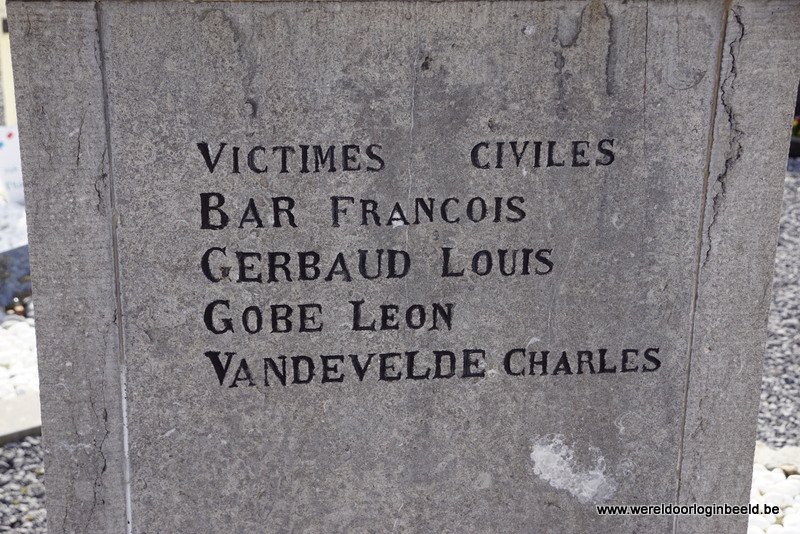 VICTIMES CIVILES
BAR FRANCOIS
GERBAUD LOUIS
GOBE LEON
VANDEVELDE CHARLES
www.wereldoorloginbeeld.be